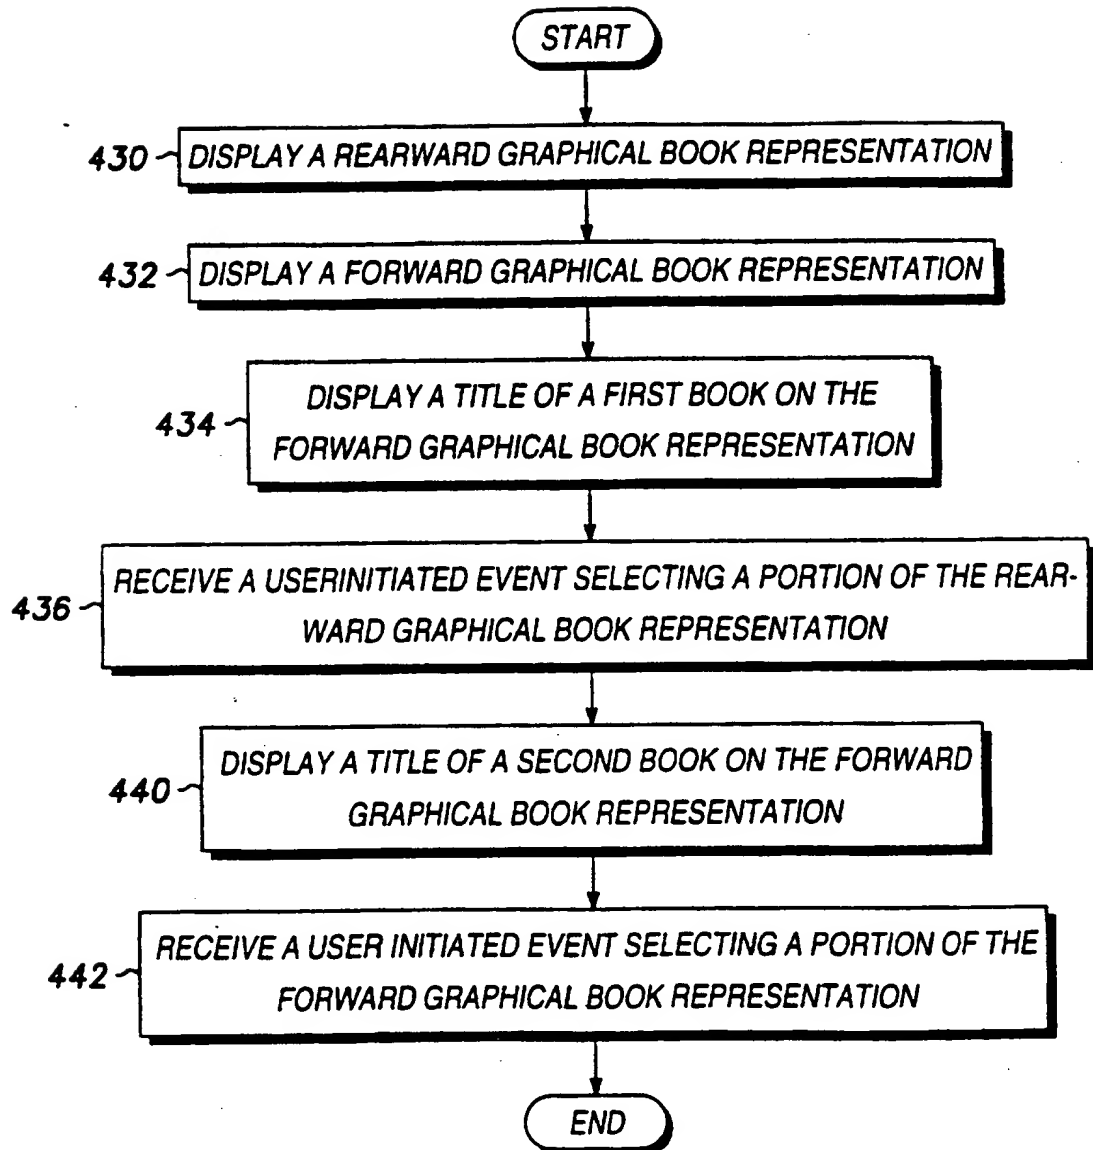 START
430 DISPLAY A REARWARD GRAPHICAL BOOK REPRESENTATION
432 DISPLAY A FORWARD GRAPHICAL BOOK REPRESENTATION
434
DISPLAY A TITLE OF A FIRST BOOK ON THE
FORWARD GRAPHICAL BOOK REPRESENTATION
436
RECEIVE A USERINITIATED EVENT SELECTING A PORTION OF THE REAR-
WARD GRAPHICAL BOOK REPRESENTATION
440
DISPLAY A TITLE OF A SECOND BOOK ON THE FORWARD
GRAPHICAL BOOK REPRESENTATION
442
RECEIVE A USER INITIATED EVENT SELECTING A PORTION OF THE
FORWARD GRAPHICAL BOOK REPRESENTATION
END